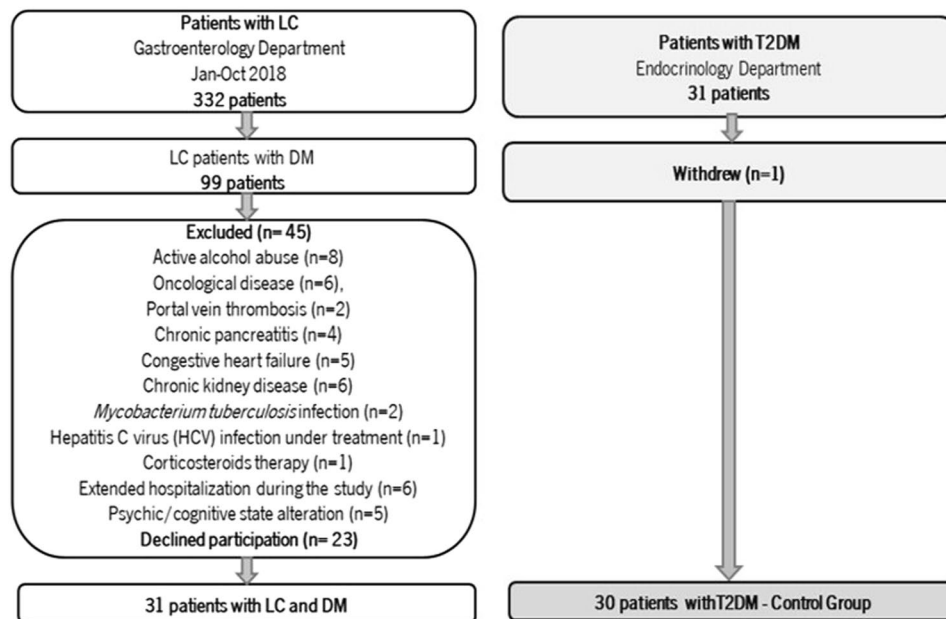 Patients with LC
Gastroenterology Department
Jan-Oct 2018
332 patients
LC patients with DM
99 patients
Excluded (n= 45)
Active alcohol abuse (n=8)
Oncological disease (n=6),
Portal vein thrombosis (n=2)
Chronic pancreatitis (n=4)
Congestive heart failure (n=5)
Chronic kidney disease (n=6)
Mycobacterium tuberculosis infection (n=2)
Hepatitis C virus (HCV) infection under treatment (n=1)
Corticosteroids therapy (n=1)
Extended hospitalization during the study (n=6)
Psychic/cognitive state alteration (n=5)
Declined participation (n= 23)
31 patients with LC and DM
Patients with T2DM
Endocrinology Department
31 patients
Withdrew (n=1)
30 patients withT2DM - Control Group